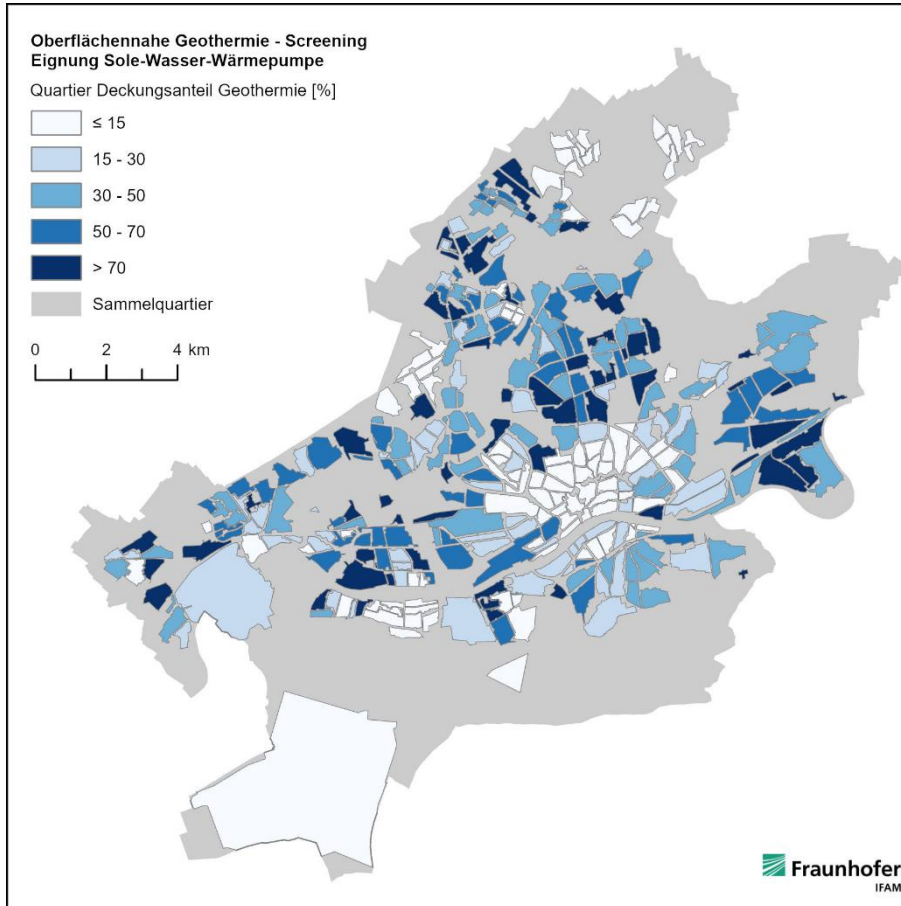 Oberflächennahe Geothermie - Screening
Eignung Sole-Wasser-Wärmepumpe
Quartier Deckungsanteil Geothermie [%]
≤ 15
15 - 30
30 - 50
50 - 70
> 70
Sammelquartier
0 2 4 km
Fraunhofer
IFAM